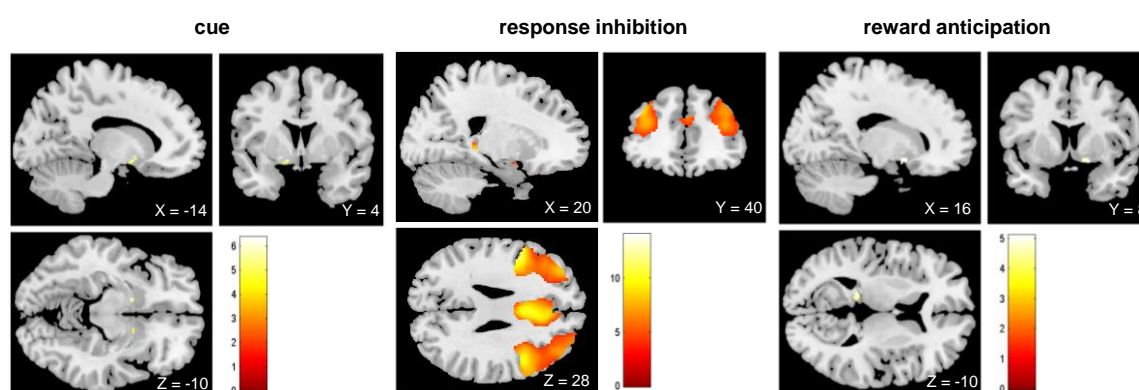 cue
response inhibition
reward anticipation
X = -14
Y = 4
X = 20
Y = 40
X = 16
Y =
6
5
4
3
2
1
0
10
5
0
5
4
3
2
1
0
Z = -10
Z = 28
Z = -10